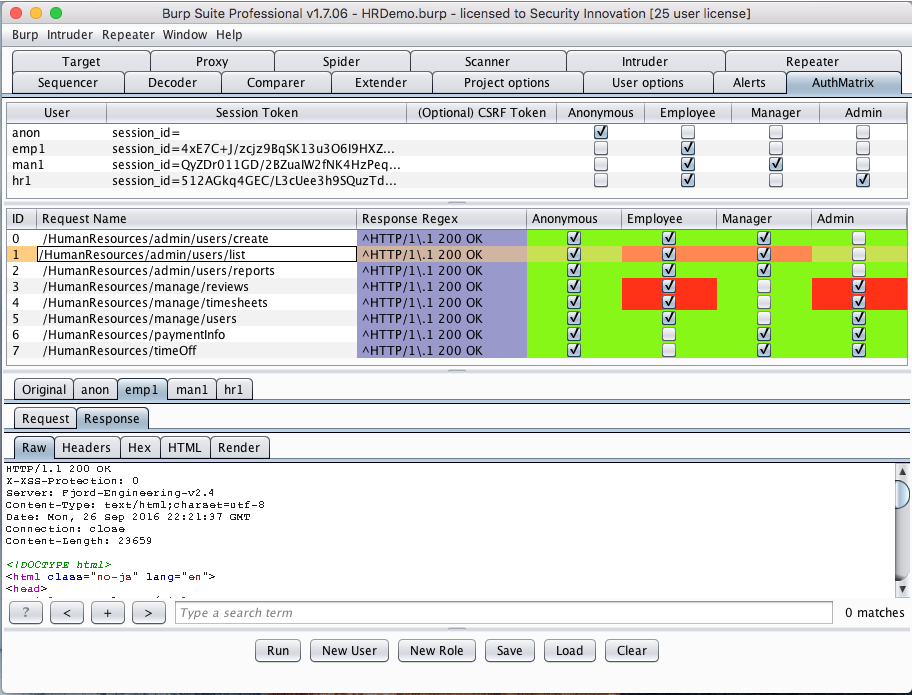 Burp Suite Professional v1.7.06 - HRDemo.burp - licensed to Security Innovation [25 user license]
Burp Intruder Repeater Window Help
Target Proxy Spider Scanner Intruder Repeater
Sequencer Decoder Comparer Extender Project options User options Alerts AuthMatrix
User Session Token (Optional) CSRF Token Anonymous Employee Manager Admin
anon session_id=
emp1 session_id=4xE7C+J/zcjz9BqSK13u3O6I9HXZ...
man1 session_id=QyZDr011GD/2BZuaIW2fNK4HzPeq...
hr1 session_id=512AGkq4GEC/L3cUee3h9SQuzTd...
ID Request Name Response Regex Anonymous Employee Manager Admin
0 /HumanResources/admin/users/create ^HTTP/1\.1 200 OK
1 /HumanResources/admin/users/list ^HTTP/1\.1 200 OK
2 /HumanResources/admin/users/reports ^HTTP/1\.1 200 OK
3 /HumanResources/manage/reviews ^HTTP/1\.1 200 OK
4 /HumanResources/manage/timesheets ^HTTP/1\.1 200 OK
5 /HumanResources/manage/users ^HTTP/1\.1 200 OK
6 /HumanResources/paymentInfo ^HTTP/1\.1 200 OK
7 /HumanResources/timeOff ^HTTP/1\.1 200 OK
Original anon emp1 man1 hr1
Request Response
Raw Headers Hex HTML Render
HTTP/1.1 200 OK
X-XSS-Protection: 0
Server: Fjord-Engineering-v2.4
Content-Type: text/html;charset=utf-8
Date: Mon, 26 Sep 2016 22:21:37 GMT
Connection: close
Content-Length: 23659
<!DOCTYPE html>
<html class="no-js" lang="en">
<head>
? < + > Type a search term 0 matches
Run New User New Role Save Load Clear